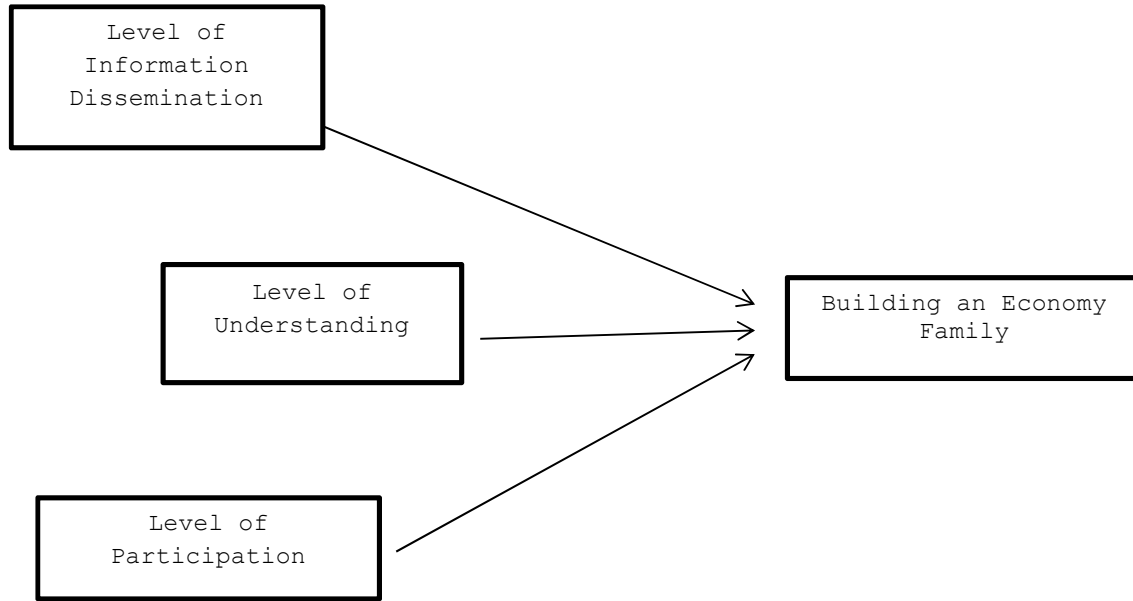 Level of
Information
Dissemination
Level of
Understanding
Building an Economy
Family
Level of
Participation